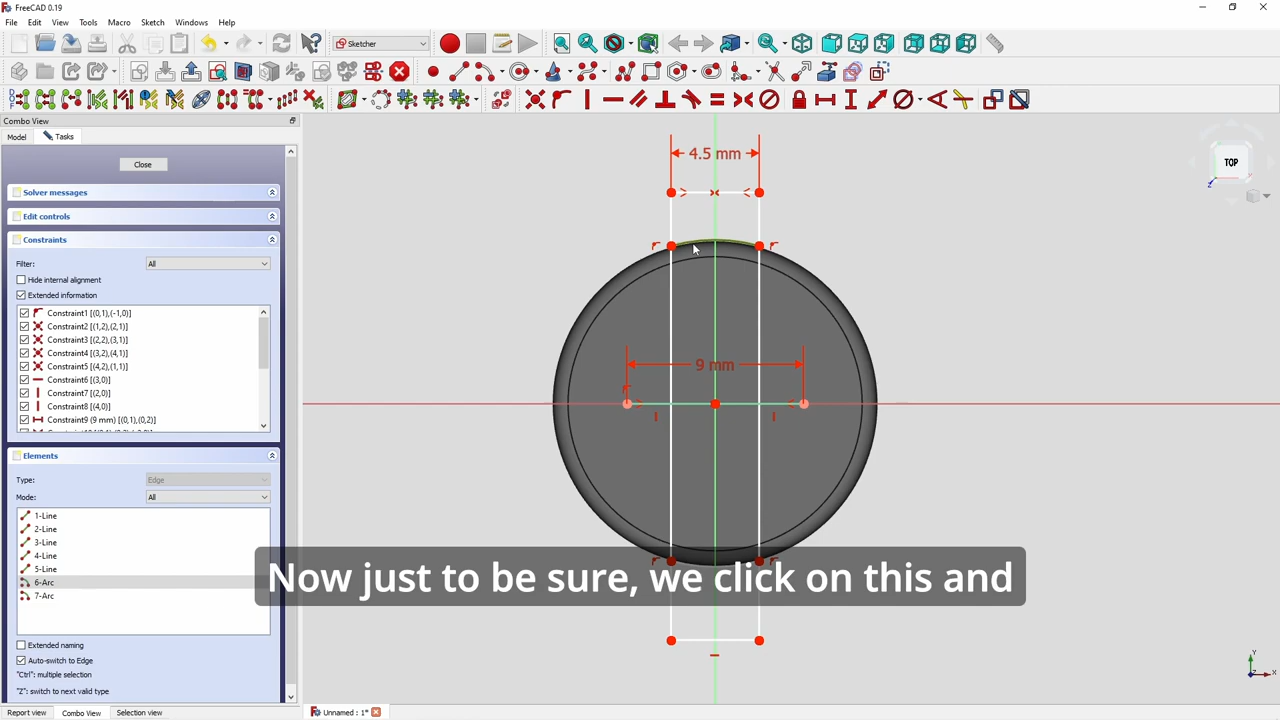 FreeCAD 0.19
File Edit View Tools Macro Sketch Windows Help
Sketcher
Combo View
Model Tasks
Close
Solver messages
Edit controls
Constraints
Filter: All
Hide internal alignment
Extended information
Constraint1 [(0,1),(-1,0)]
Constraint2 [(1,2),(2,1)]
Constraint3 [(2,2),(3,1)]
Constraint4 [(3,2),(4,1)]
Constraint5 [(4,2),(1,1)]
Constraint6 [(3,0)]
Constraint7 [(2,0)]
Constraint8 [(4,0)]
Constraint9 (9 mm) [(0,1),(0,2)]
Elements
Type: Edge
Mode: All
1-Line
2-Line
3-Line
4-Line
5-Line
6-Arc
7-Arc
Extended naming
Auto-switch to Edge
"Ctrl": multiple selection
"Z": switch to next valid type
Report view Combo View Selection view
4.5 mm
9 mm
TOP
Y
Z X
Now just to be sure, we click on this and
Unnamed : 1*